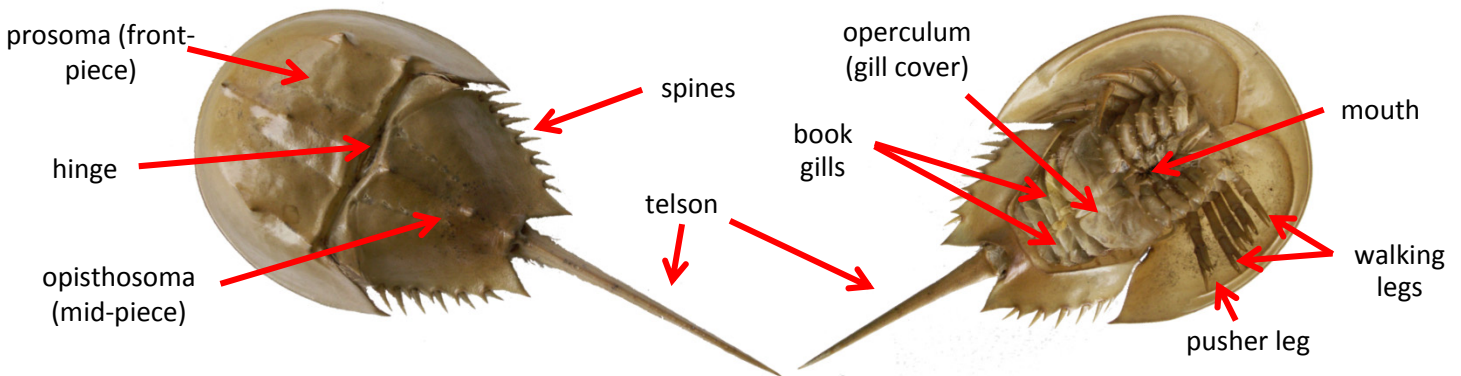 prosoma (front-
piece)
hinge
opisthosoma
(mid-piece)
spines
telson
operculum
(gill cover)
book
gills
mouth
walking
legs
pusher leg